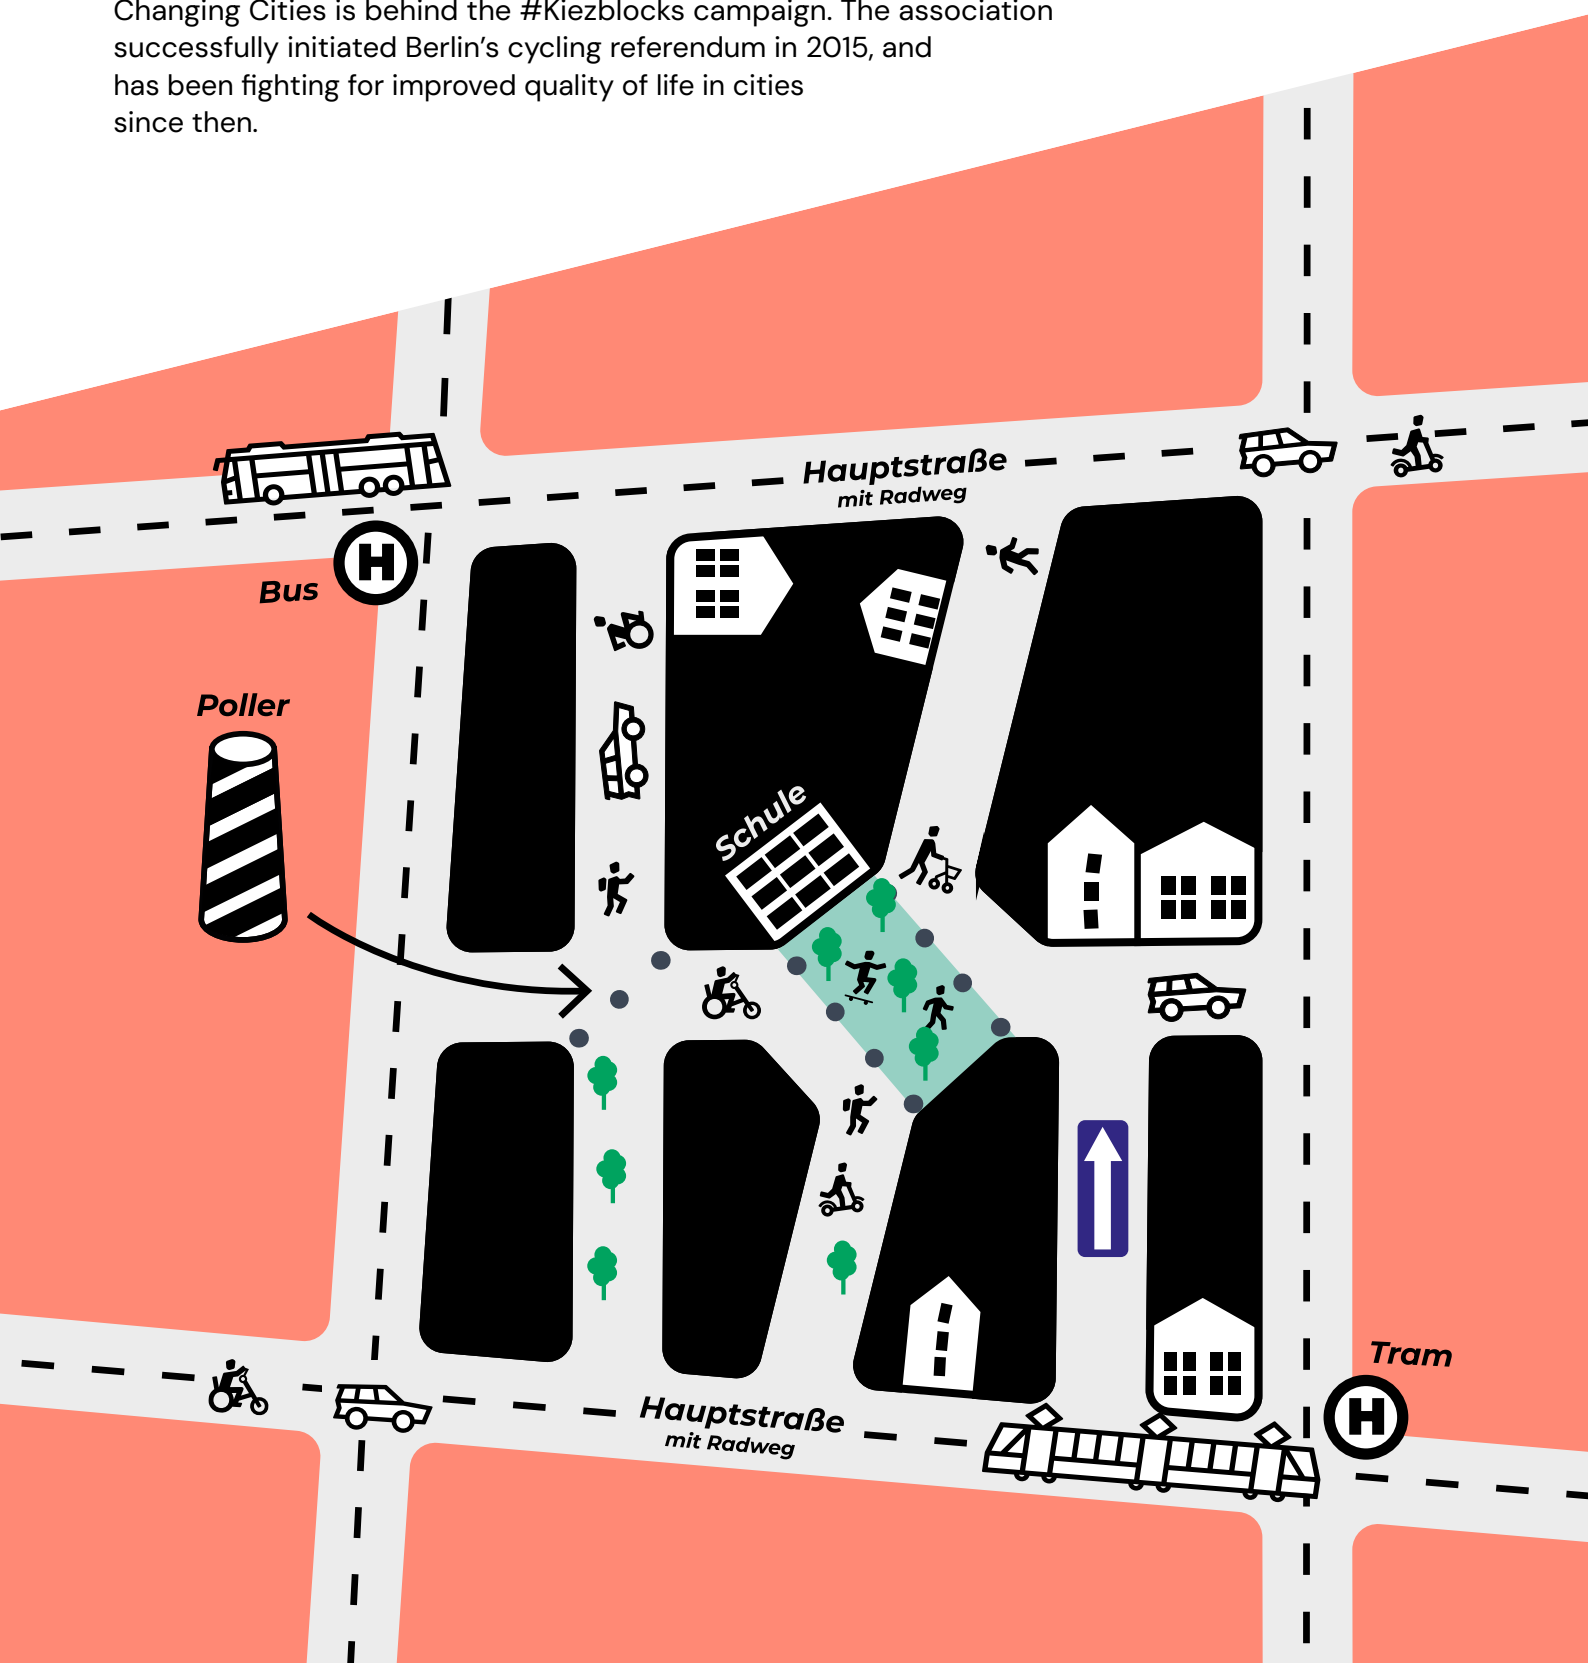 Changing Cities is behind the #Kiezblocks campaign. The association
successfully initiated Berlin’s cycling referendum in 2015, and
has been fighting for improved quality of life in cities
since then.
Hauptstraße
mit Radweg
H
Bus
Poller
Schule
Tram
H
Hauptstraße
mit Radweg